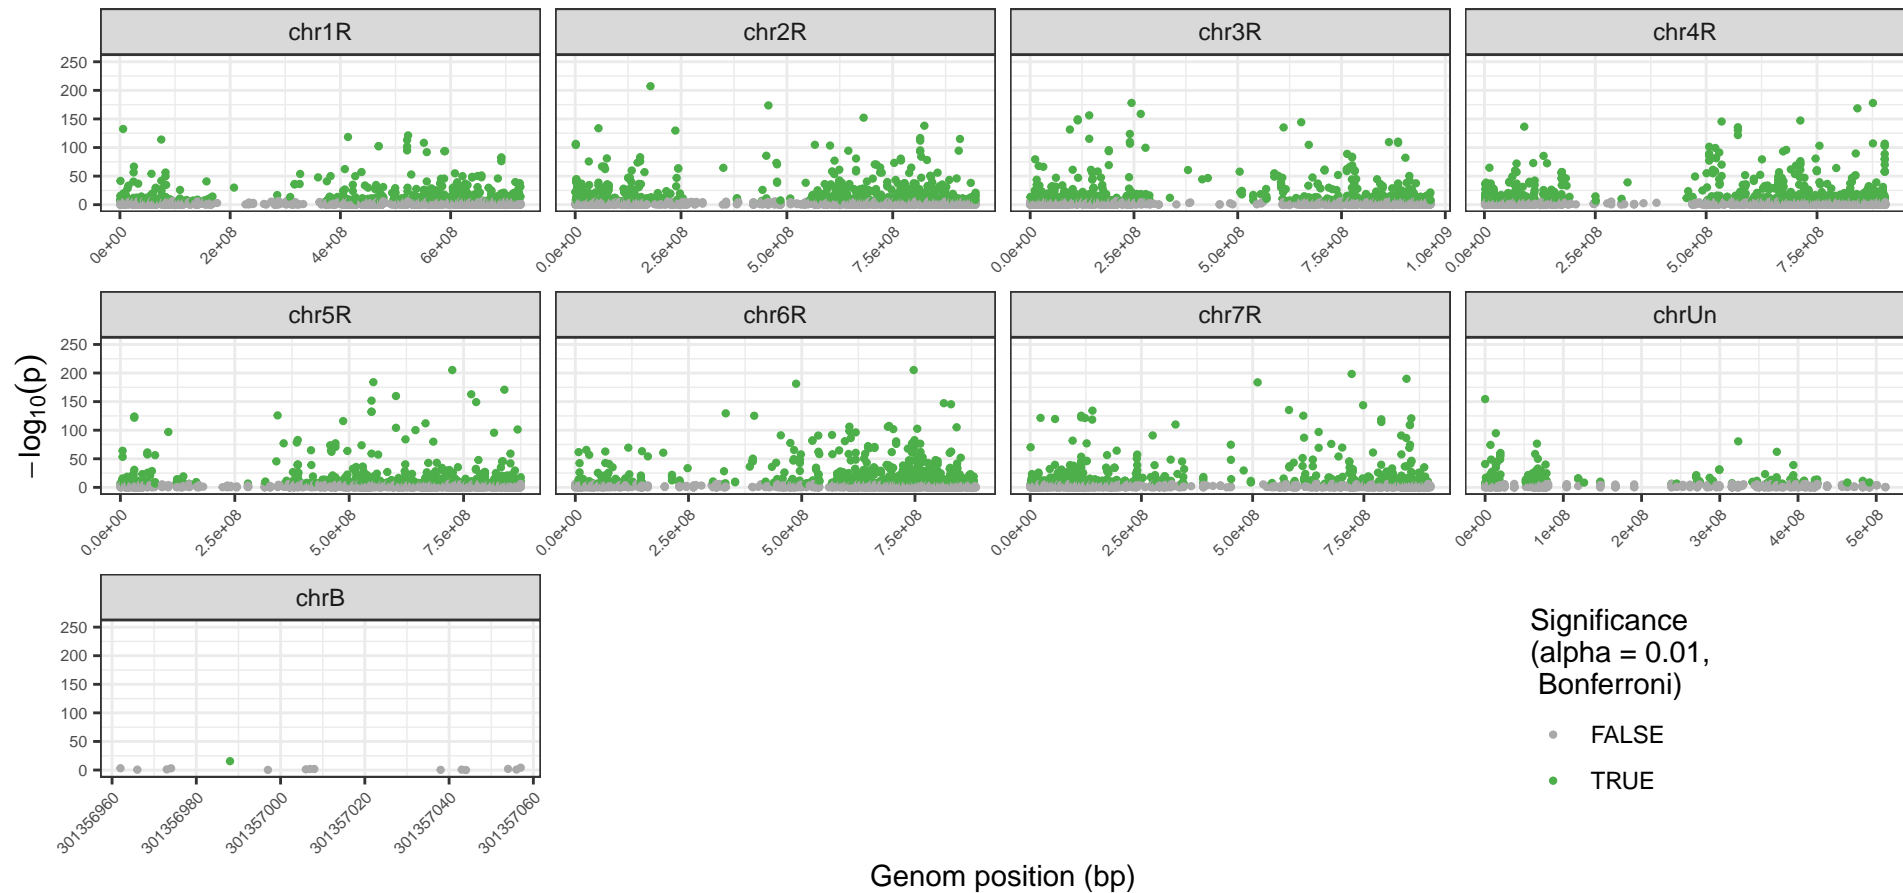 chr1R chr2R chr3R chr4R
250
200
150
100
50
0
0e+00 2e+08 4e+08 6e+08
0.0e+00 2.5e+08 5.0e+08 7.5e+08
0.0e+00 2.5e+08 5.0e+08 7.5e+08 1.0e+09
0.0e+00 2.5e+08 5.0e+08 7.5e+08
chr5R chr6R chr7R chrUn
−log10(p)
250
200
150
100
50
0
0.0e+00 2.5e+08 5.0e+08 7.5e+08
0.0e+00 2.5e+08 5.0e+08 7.5e+08
0.0e+00 2.5e+08 5.0e+08 7.5e+08
0e+00 1e+08 2e+08 3e+08 4e+08 5e+08
chrB
250
200
150
100
50
0
301356960 301356980 301357000 301357020 301357040 301357060
Genom position (bp)
Significance
(alpha = 0.01,
Bonferroni)
FALSE
TRUE